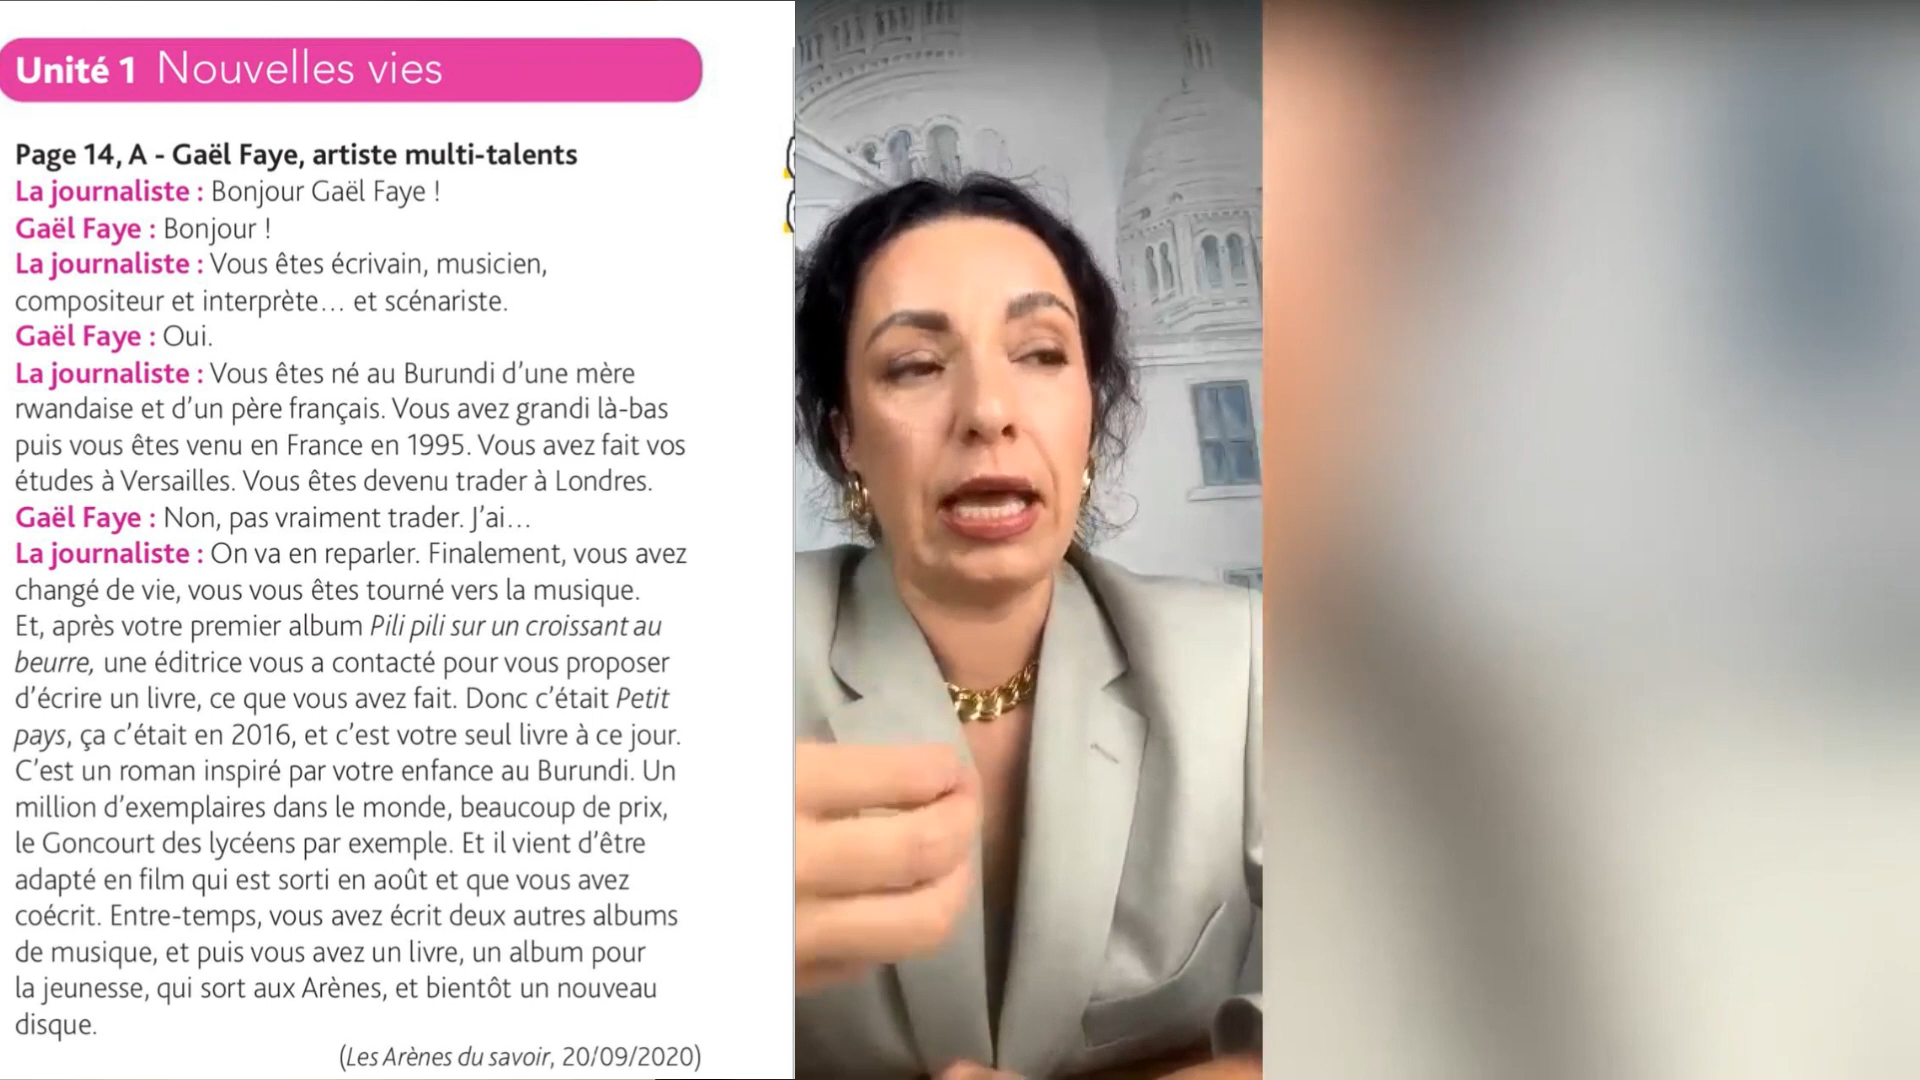 Unité 1 Nouvelles vies
Page 14, A - Gaël Faye, artiste multi-talents
La journaliste : Bonjour Gaël Faye !
Gaël Faye : Bonjour !
La journaliste : Vous êtes écrivain, musicien,
compositeur et interprète… et scénariste.
Gaël Faye : Oui.
La journaliste : Vous êtes né au Burundi d’une mère
rwandaise et d’un père français. Vous avez grandi là-bas
puis vous êtes venu en France en 1995. Vous avez fait vos
études à Versailles. Vous êtes devenu trader à Londres.
Gaël Faye : Non, pas vraiment trader. J’ai…
La journaliste : On va en reparler. Finalement, vous avez
changé de vie, vous vous êtes tourné vers la musique.
Et, après votre premier album Pili pili sur un croissant au
beurre, une éditrice vous a contacté pour vous proposer
d’écrire un livre, ce que vous avez fait. Donc c’était Petit
pays, ça c’était en 2016, et c’est votre seul livre à ce jour.
C’est un roman inspiré par votre enfance au Burundi. Un
million d’exemplaires dans le monde, beaucoup de prix,
le Goncourt des lycéens par exemple. Et il vient d’être
adapté en film qui est sorti en août et que vous avez
coécrit. Entre-temps, vous avez écrit deux autres albums
de musique, et puis vous avez un livre, un album pour
la jeunesse, qui sort aux Arènes, et bientôt un nouveau
disque.
(Les Arènes du savoir, 20/09/2020)